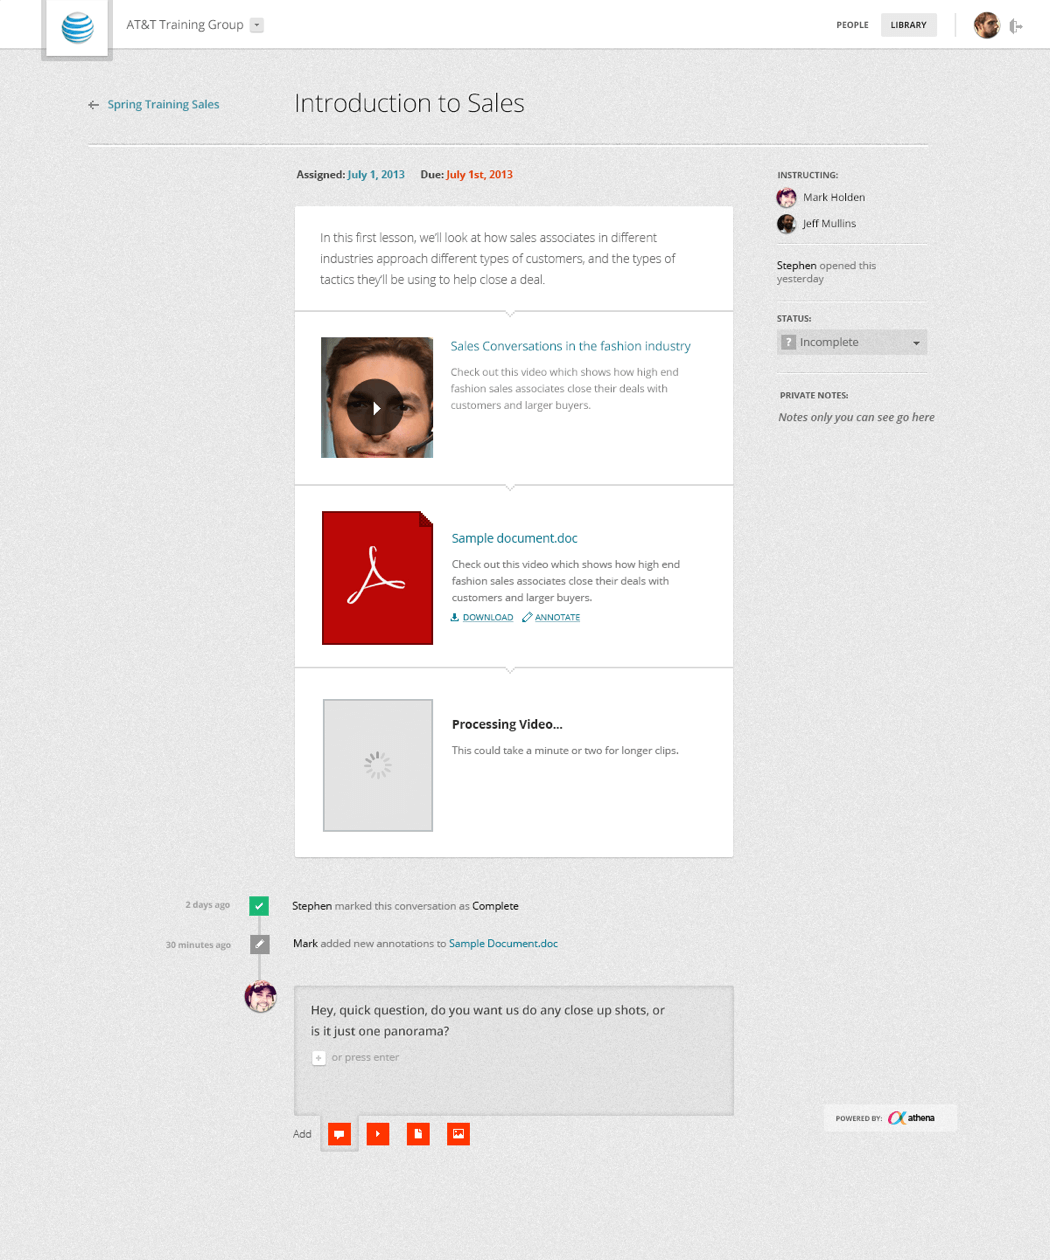 AT&T Training Group
PEOPLE
LIBRARY
Spring Training Sales
Introduction to Sales
Assigned: July 1, 2013 Due: July 1st, 2013
In this first lesson, we'll look at how sales associates in different
industries approach different types of customers, and the types of
tactics they'll be using to help close a deal.
Sales Conversations in the fashion industry
Check out this video which shows how high end
fashion sales associates close their deals with
customers and larger buyers.
Sample document.doc
Check out this video which shows how high end
fashion sales associates close their deals with
customers and larger buyers.
DOWNLOAD ANNOTATE
Processing Video...
This could take a minute or two for longer clips.
INSTRUCTING:
Mark Holden
Jeff Mullins
Stephen opened this
yesterday
STATUS:
? Incomplete
PRIVATE NOTES:
Notes only you can see go here
2 days ago Stephen marked this conversation as Complete
30 minutes ago Mark added new annotations to Sample Document.doc
Hey, quick question, do you want us do any close up shots, or
is it just one panorama?
+ or press enter
Add
POWERED BY: athena